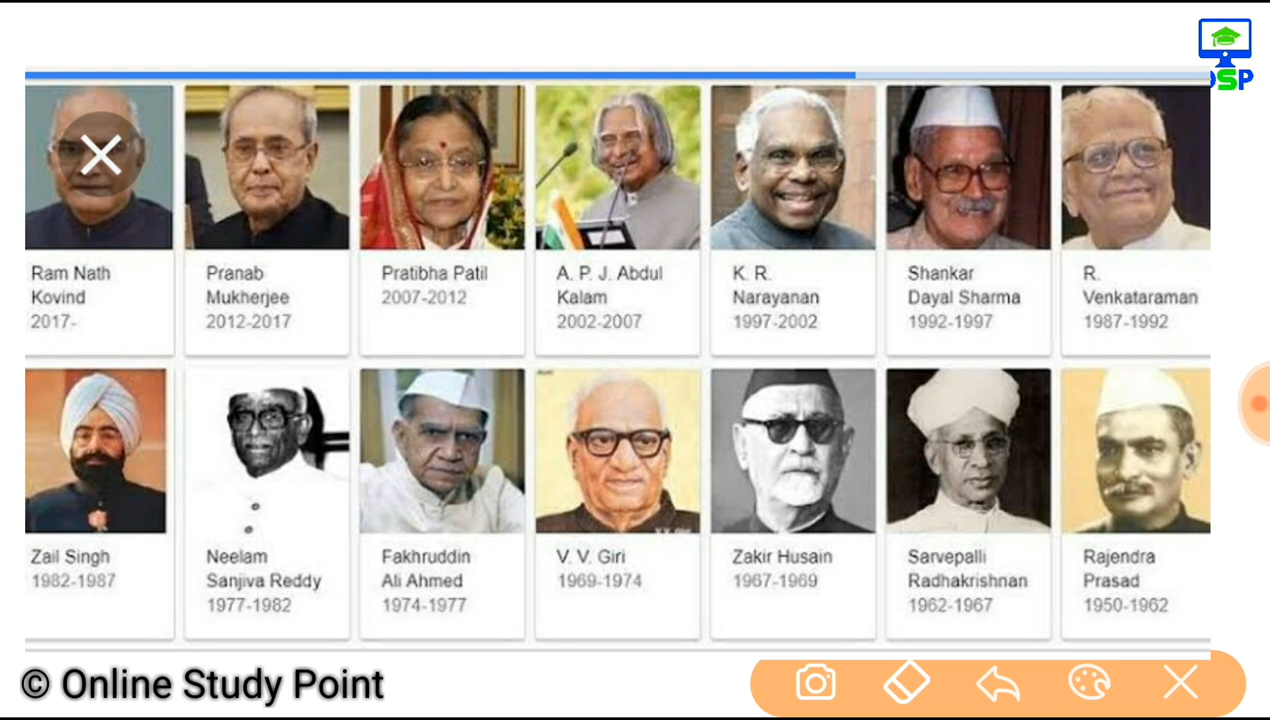 SP
Ram Nath
Kovind
2017-
Pranab
Mukherjee
2012-2017
Pratibha Patil
2007-2012
A. P. J. Abdul
Kalam
2002-2007
K. R.
Narayanan
1997-2002
Shankar
Dayal Sharma
1992-1997
R.
Venkataraman
1987-1992
Zail Singh
1982-1987
Neelam
Sanjiva Reddy
1977-1982
Fakhruddin
Ali Ahmed
1974-1977
V. V. Giri
1969-1974
Zakir Husain
1967-1969
Sarvepalli
Radhakrishnan
1962-1967
Rajendra
Prasad
1950-1962
© Online Study Point